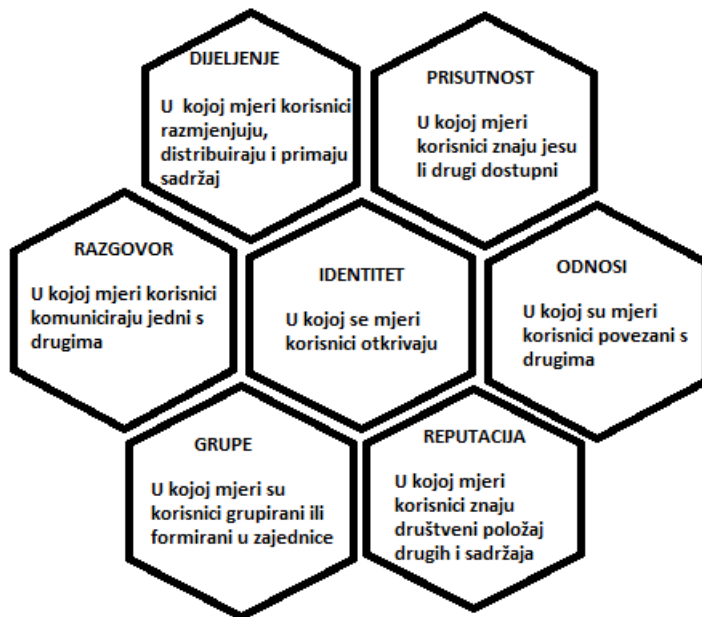 DIJELJENJE
U kojoj mjeri korisnici
razmjenjuju,
distribuiraju i primaju
sadržaj
PRISUTNOST
U kojoj mjeri
korisnici znaju jesu
li drugi dostupni
RAZGOVOR
U kojoj mjeri korisnici
komuniciraju jedni s
drugima
IDENTITET
U kojoj se mjeri
korisnici otkrivaju
ODNOSI
U kojoj su mjeri
korisnici povezani s
drugima
GRUPE
U kojoj mjeri su
korisnici grupirani ili
formirani u zajednice
REPUTACIJA
U kojoj mjeri
korisnici znaju
društveni položaj
drugih i sadržaja